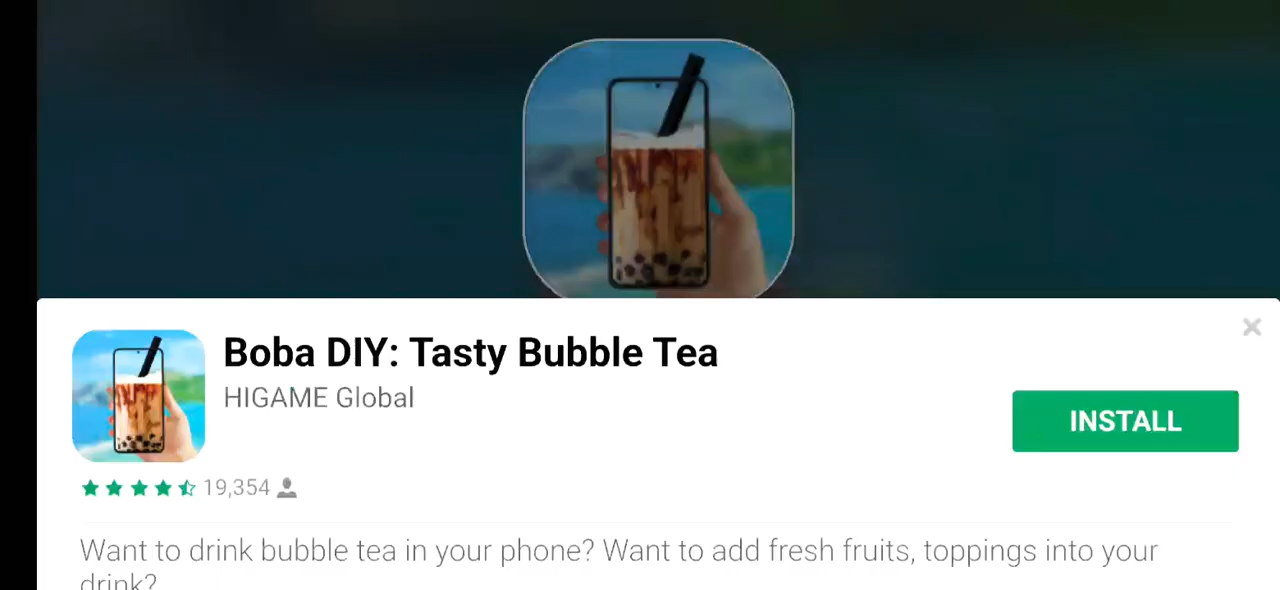 Boba DIY: Tasty Bubble Tea
HIGAME Global
INSTALL
19,354
Want to drink bubble tea in your phone? Want to add fresh fruits, toppings into your
drink?